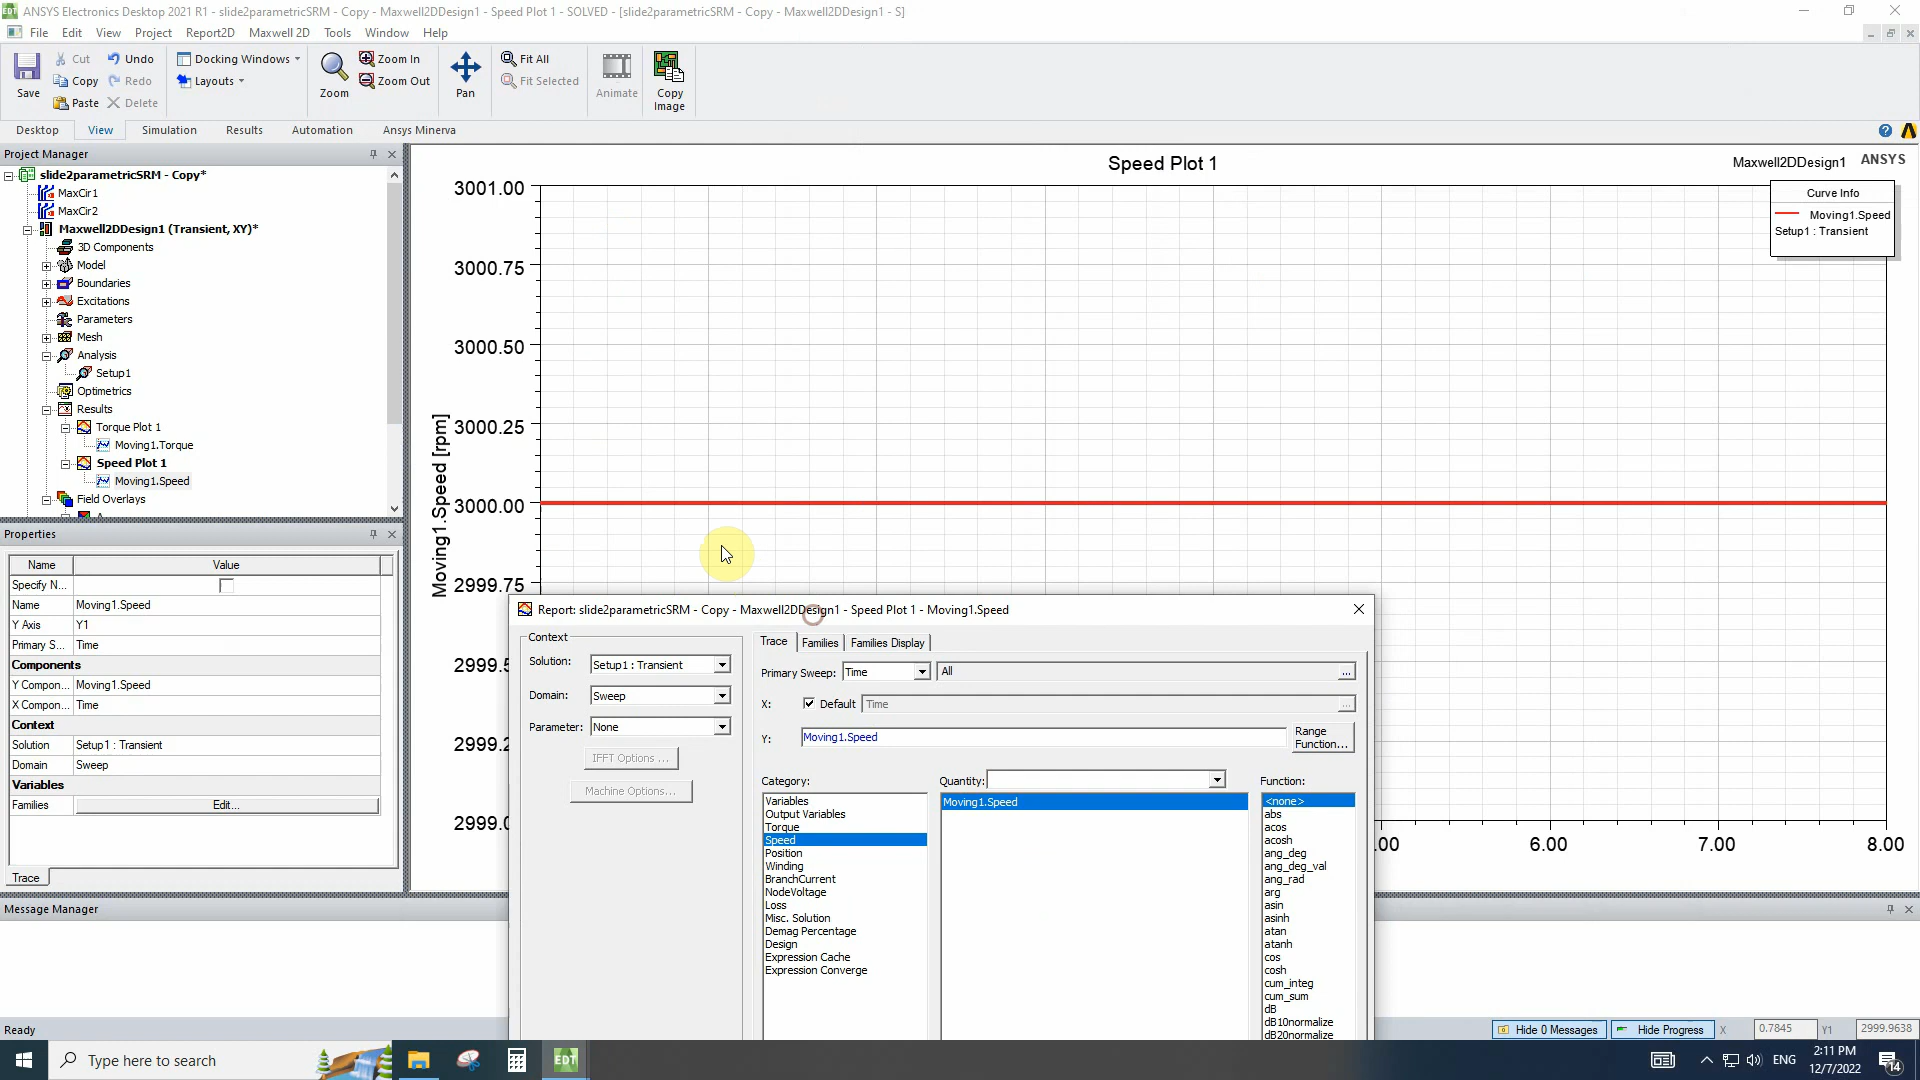 ANSYS Electronics Desktop 2021 R1 - slide2parametricSRM - Copy - Maxwell2DDesign1 - Speed Plot 1 - SOLVED - [slide2parametricSRM - Copy - Maxwell2DDesign1 - S]
File Edit View Project Report2D Maxwell 2D Tools Window Help
Save
Cut
Copy
Paste
Undo
Redo
Delete
Docking Windows
Layouts
Zoom
Zoom In
Zoom Out
Pan
Fit All
Fit Selected
Animate
Copy
Image
Desktop View Simulation Results Automation Ansys Minerva
Project Manager
slide2parametricSRM - Copy*
MaxCir1
MaxCir2
Maxwell2DDesign1 (Transient, XY)*
3D Components
Model
Boundaries
Excitations
Parameters
Mesh
Analysis
Setup1
Optimetrics
Results
Torque Plot 1
Moving1.Torque
Speed Plot 1
Moving1.Speed
Field Overlays
Properties
Name Value
Specify N...
Name Moving1.Speed
Y Axis Y1
Primary S... Time
Components
Y Compon... Moving1.Speed
X Compon... Time
Context
Solution Setup1 : Transient
Domain Sweep
Variables
Families Edit...
Trace
Speed Plot 1
Maxwell2DDesign1 ANSYS
Curve Info
Moving1.Speed
Setup1 : Transient
Moving1.Speed [rpm]
3001.00
3000.75
3000.50
3000.25
3000.00
2999.75
2999.5
2999.2
2999.0
.00 6.00 7.00 8.00
Report: slide2parametricSRM - Copy - Maxwell2DDesign1 - Speed Plot 1 - Moving1.Speed
Context
Solution: Setup1 : Transient
Domain: Sweep
Parameter: None
IFFT Options ...
Machine Options...
Trace Families Families Display
Primary Sweep: Time All ...
X: Default Time ...
Y: Moving1.Speed
Range
Function...
Category:
Variables
Output Variables
Torque
Speed
Position
Winding
BranchCurrent
NodeVoltage
Loss
Misc. Solution
Demag Percentage
Design
Expression Cache
Expression Converge
Quantity:
Moving1.Speed
Function:
<none>
abs
acos
acosh
ang_deg
ang_deg_val
ang_rad
arg
asin
asinh
atan
atanh
cos
cosh
cum_integ
cum_sum
dB
dB10normalize
dB20normalize
Message Manager
Ready
Hide 0 Messages Hide Progress X 0.7845 Y1 2999.9638
EDT
Type here to search
EDT
ENG
2:11 PM
12/7/2022
14